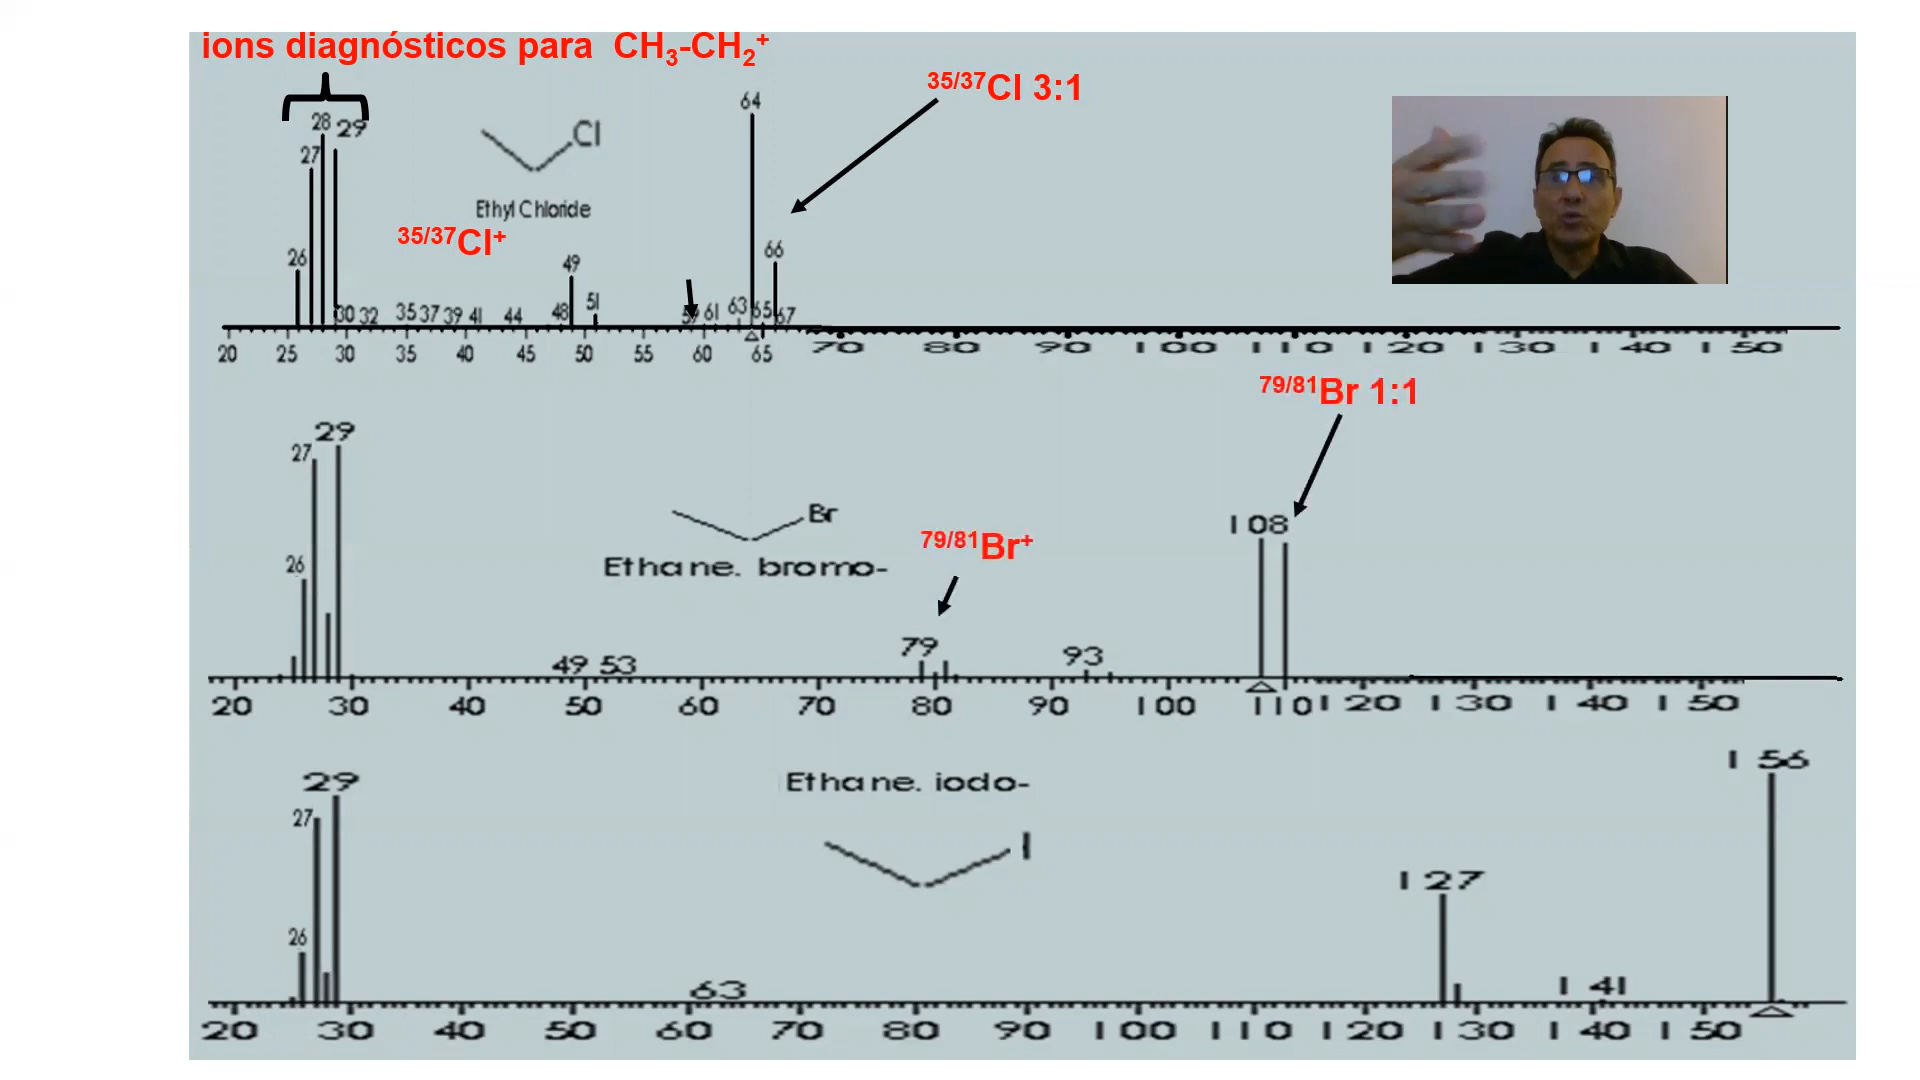 ions diagnósticos para CH3-CH2+
35/37Cl 3:1
64
28 29
27
Cl
Ethyl Chloride
35/37Cl+
26
66
49
51
30 32 35 37 39 41 44 48 59 61 63 65 67
20 25 30 35 40 45 50 55 60 65 70 80 90 100 110 120 130 140 150
79/81Br 1:1
29
27
Br
108
79/81Br+
26
Ethane. bromo-
79
93
49 53
20 30 40 50 60 70 80 90 100 110 120 130 140 150
156
29
Ethane. iodo-
27
I
127
26
63
141
20 30 40 50 60 70 80 90 100 110 120 130 140 150